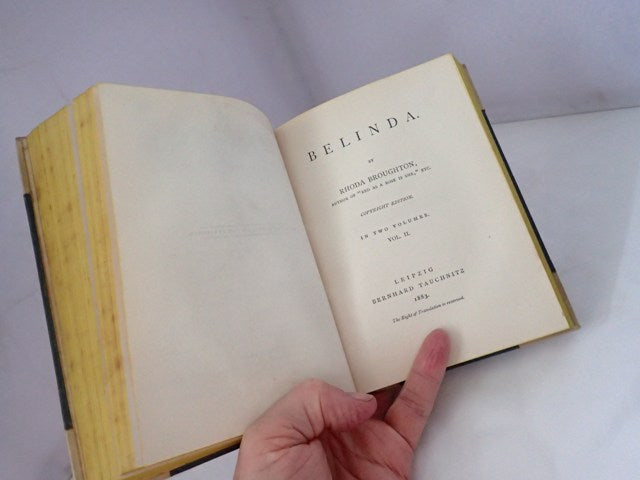 BELINDA.
BY
RHODA BROUGHTON,
AUTHOR OF "RED AS A ROSE IS SHE," ETC.
COPYRIGHT EDITION.
IN TWO VOLUMES.
VOL. II.
LEIPZIG
BERNHARD TAUCHNITZ
1883.
The Right of Translation is reserved.